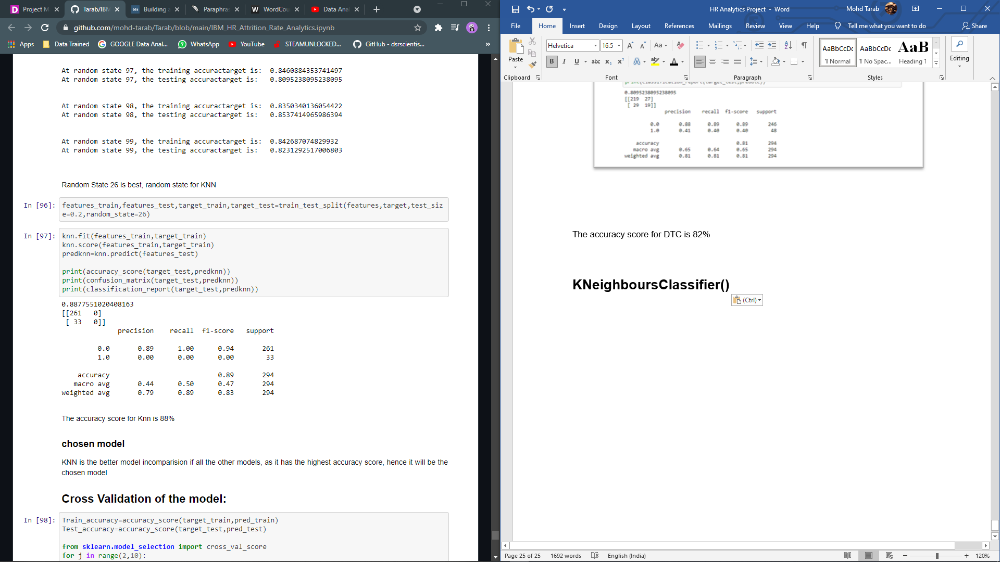 Project M
Tarab/IBM
tds Building a
Paraphras
W WordCou
Data Anal
github.com/mohd-tarab/Tarab/blob/main/IBM_HR_Attrition_Rate_Analytics.ipynb
Apps Data Trained GOOGLE Data Anal... WhatsApp YouTube STEAMUNLOCKED... GitHub - dsrscientis... »
At random state 97, the training accuractarget is: 0.8460884353741497
At random state 97, the testing accuractarget is: 0.8095238095238095
At random state 98, the training accuractarget is: 0.8350340136054422
At random state 98, the testing accuractarget is: 0.8537414965986394
At random state 99, the training accuractarget is: 0.842687074829932
At random state 99, the testing accuractarget is: 0.8231292517006803
Random State 26 is best, random state for KNN
In [96]: features_train,features_test,target_train,target_test=train_test_split(features,target,test_siz
e=0.2,random_state=26)
In [97]: knn.fit(features_train,target_train)
knn.score(features_train,target_train)
predknn=knn.predict(features_test)
print(accuracy_score(target_test,predknn))
print(confusion_matrix(target_test,predknn))
print(classification_report(target_test,predknn))
0.8877551020408163
[[261 0]
[ 33 0]]
precision recall f1-score support
0.0 0.89 1.00 0.94 261
1.0 0.00 0.00 0.00 33
accuracy 0.89 294
macro avg 0.44 0.50 0.47 294
weighted avg 0.79 0.89 0.83 294
The accuracy score for Knn is 88%
chosen model
KNN is the better model incomparision if all the other models, as it has the highest accuracy score, hence it will be the
chosen model
Cross Validation of the model:
In [98]: Train_accuracy=accuracy_score(target_train,pred_train)
Test_accuracy=accuracy_score(target_test,pred_test)
from sklearn.model_selection import cross_val_score
for j in range(2,10):
HR Analytics Project - Word
Mohd Tarab
File Home Insert Design Layout References Mailings Review View Help Tell me what you want to do Share
Paste
Helvetica 16.5
B I U abc x₂ x²
AaBbCcDc AaBbCcDc AaB
¶ Normal ¶ No Spac... Heading 1
Editing
Clipboard Font Paragraph Styles
print(classification_report(target_test,preddtc))
0.8095238095238095
[[219 27]
[ 29 19]]
precision recall f1-score support
0.0 0.88 0.89 0.89 246
1.0 0.41 0.40 0.40 48
accuracy 0.81 294
macro avg 0.65 0.64 0.65 294
weighted avg 0.81 0.81 0.81 294
The accuracy score for DTC is 82%
KNeighboursClassifier()
(Ctrl)
Page 25 of 25 1692 words English (India) 120%